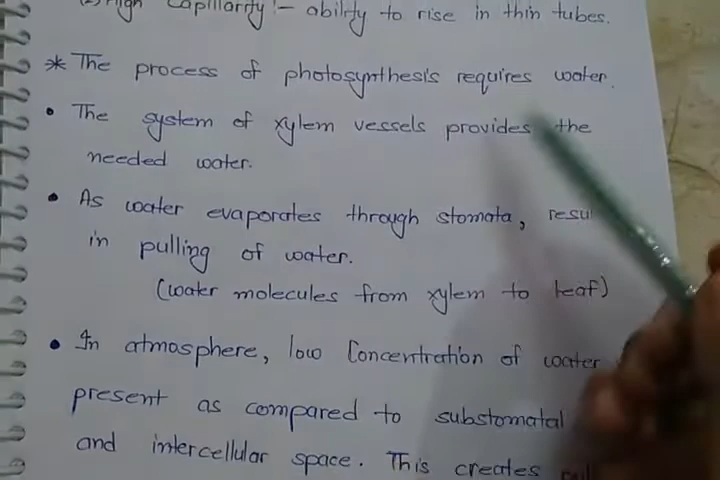 (2) High Capillarity :- ability to rise in thin tubes.
* The process of photosynthesis requires water.
• The system of xylem vessels provides the
needed water.
• As water evaporates through stomata,
in pulling of water.
(water molecules from xylem to leaf)
• In atmosphere, low Concentration of water
present as compared to substomatal
and intercellular space. This creates